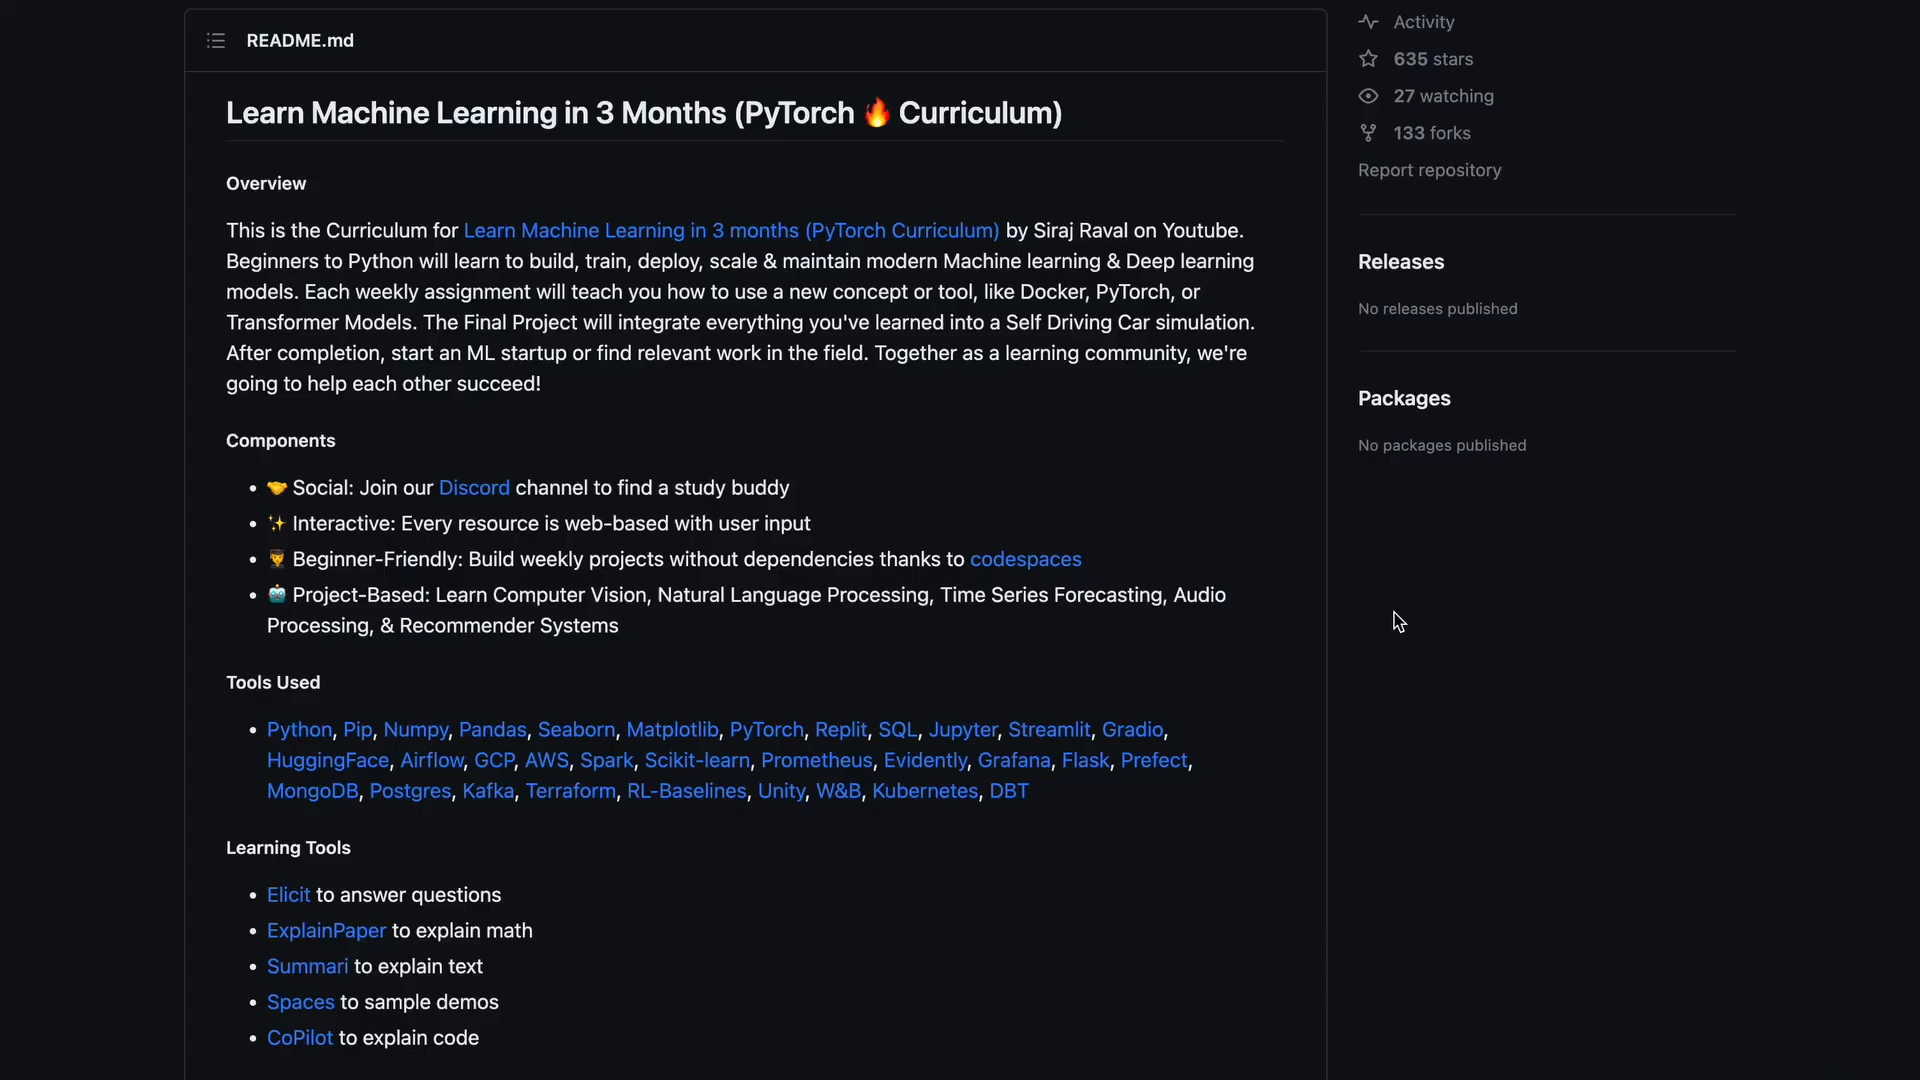 README.md
Learn Machine Learning in 3 Months (PyTorch 🔥 Curriculum)
Overview
This is the Curriculum for Learn Machine Learning in 3 months (PyTorch Curriculum) by Siraj Raval on Youtube.
Beginners to Python will learn to build, train, deploy, scale & maintain modern Machine learning & Deep learning
models. Each weekly assignment will teach you how to use a new concept or tool, like Docker, PyTorch, or
Transformer Models. The Final Project will integrate everything you've learned into a Self Driving Car simulation.
After completion, start an ML startup or find relevant work in the field. Together as a learning community, we're
going to help each other succeed!
Components
• 🤝 Social: Join our Discord channel to find a study buddy
• ✨ Interactive: Every resource is web-based with user input
• 👨‍🎓 Beginner-Friendly: Build weekly projects without dependencies thanks to codespaces
• 🤖 Project-Based: Learn Computer Vision, Natural Language Processing, Time Series Forecasting, Audio
Processing, & Recommender Systems
Tools Used
• Python, Pip, Numpy, Pandas, Seaborn, Matplotlib, PyTorch, Replit, SQL, Jupyter, Streamlit, Gradio,
HuggingFace, Airflow, GCP, AWS, Spark, Scikit-learn, Prometheus, Evidently, Grafana, Flask, Prefect,
MongoDB, Postgres, Kafka, Terraform, RL-Baselines, Unity, W&B, Kubernetes, DBT
Learning Tools
• Elicit to answer questions
• ExplainPaper to explain math
• Summari to explain text
• Spaces to sample demos
• CoPilot to explain code
Activity
635 stars
27 watching
133 forks
Report repository
Releases
No releases published
Packages
No packages published